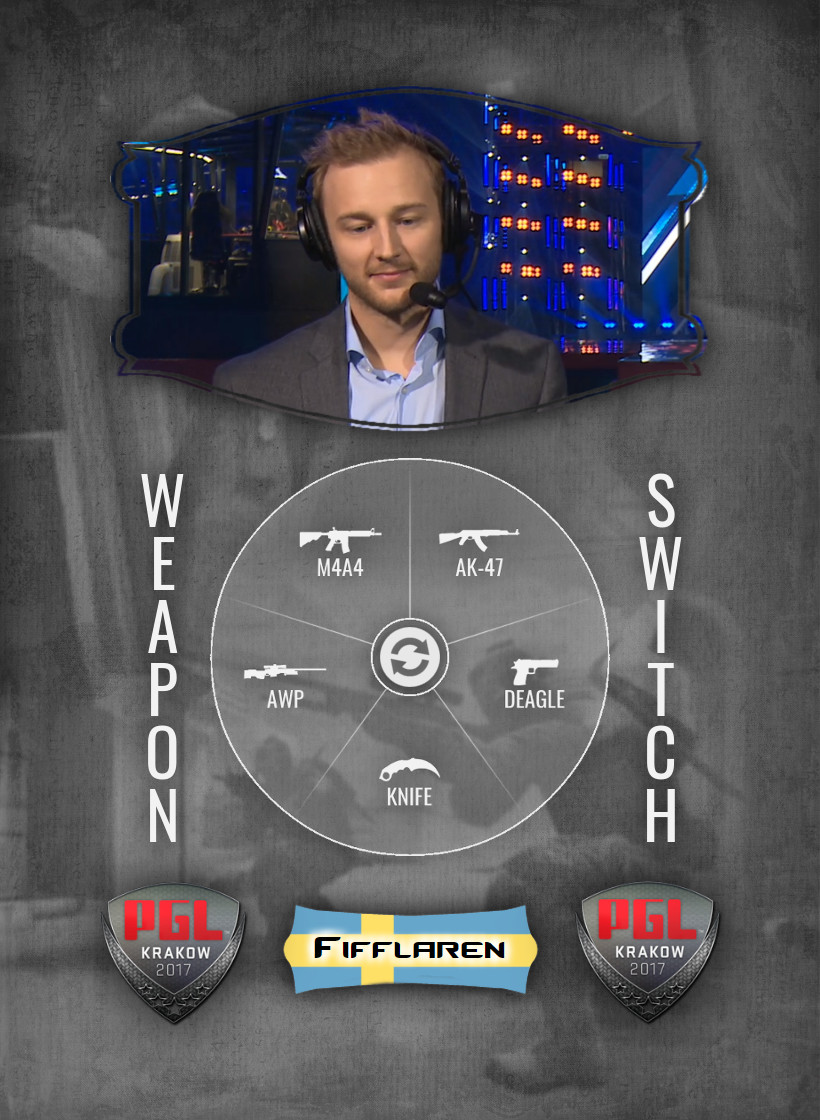 WEAPON
SWITCH
M4A4
AK-47
AWP
DEAGLE
KNIFE
PGL
KRAKOW
2017
FIFFLAREN
PGL
KRAKOW
2017